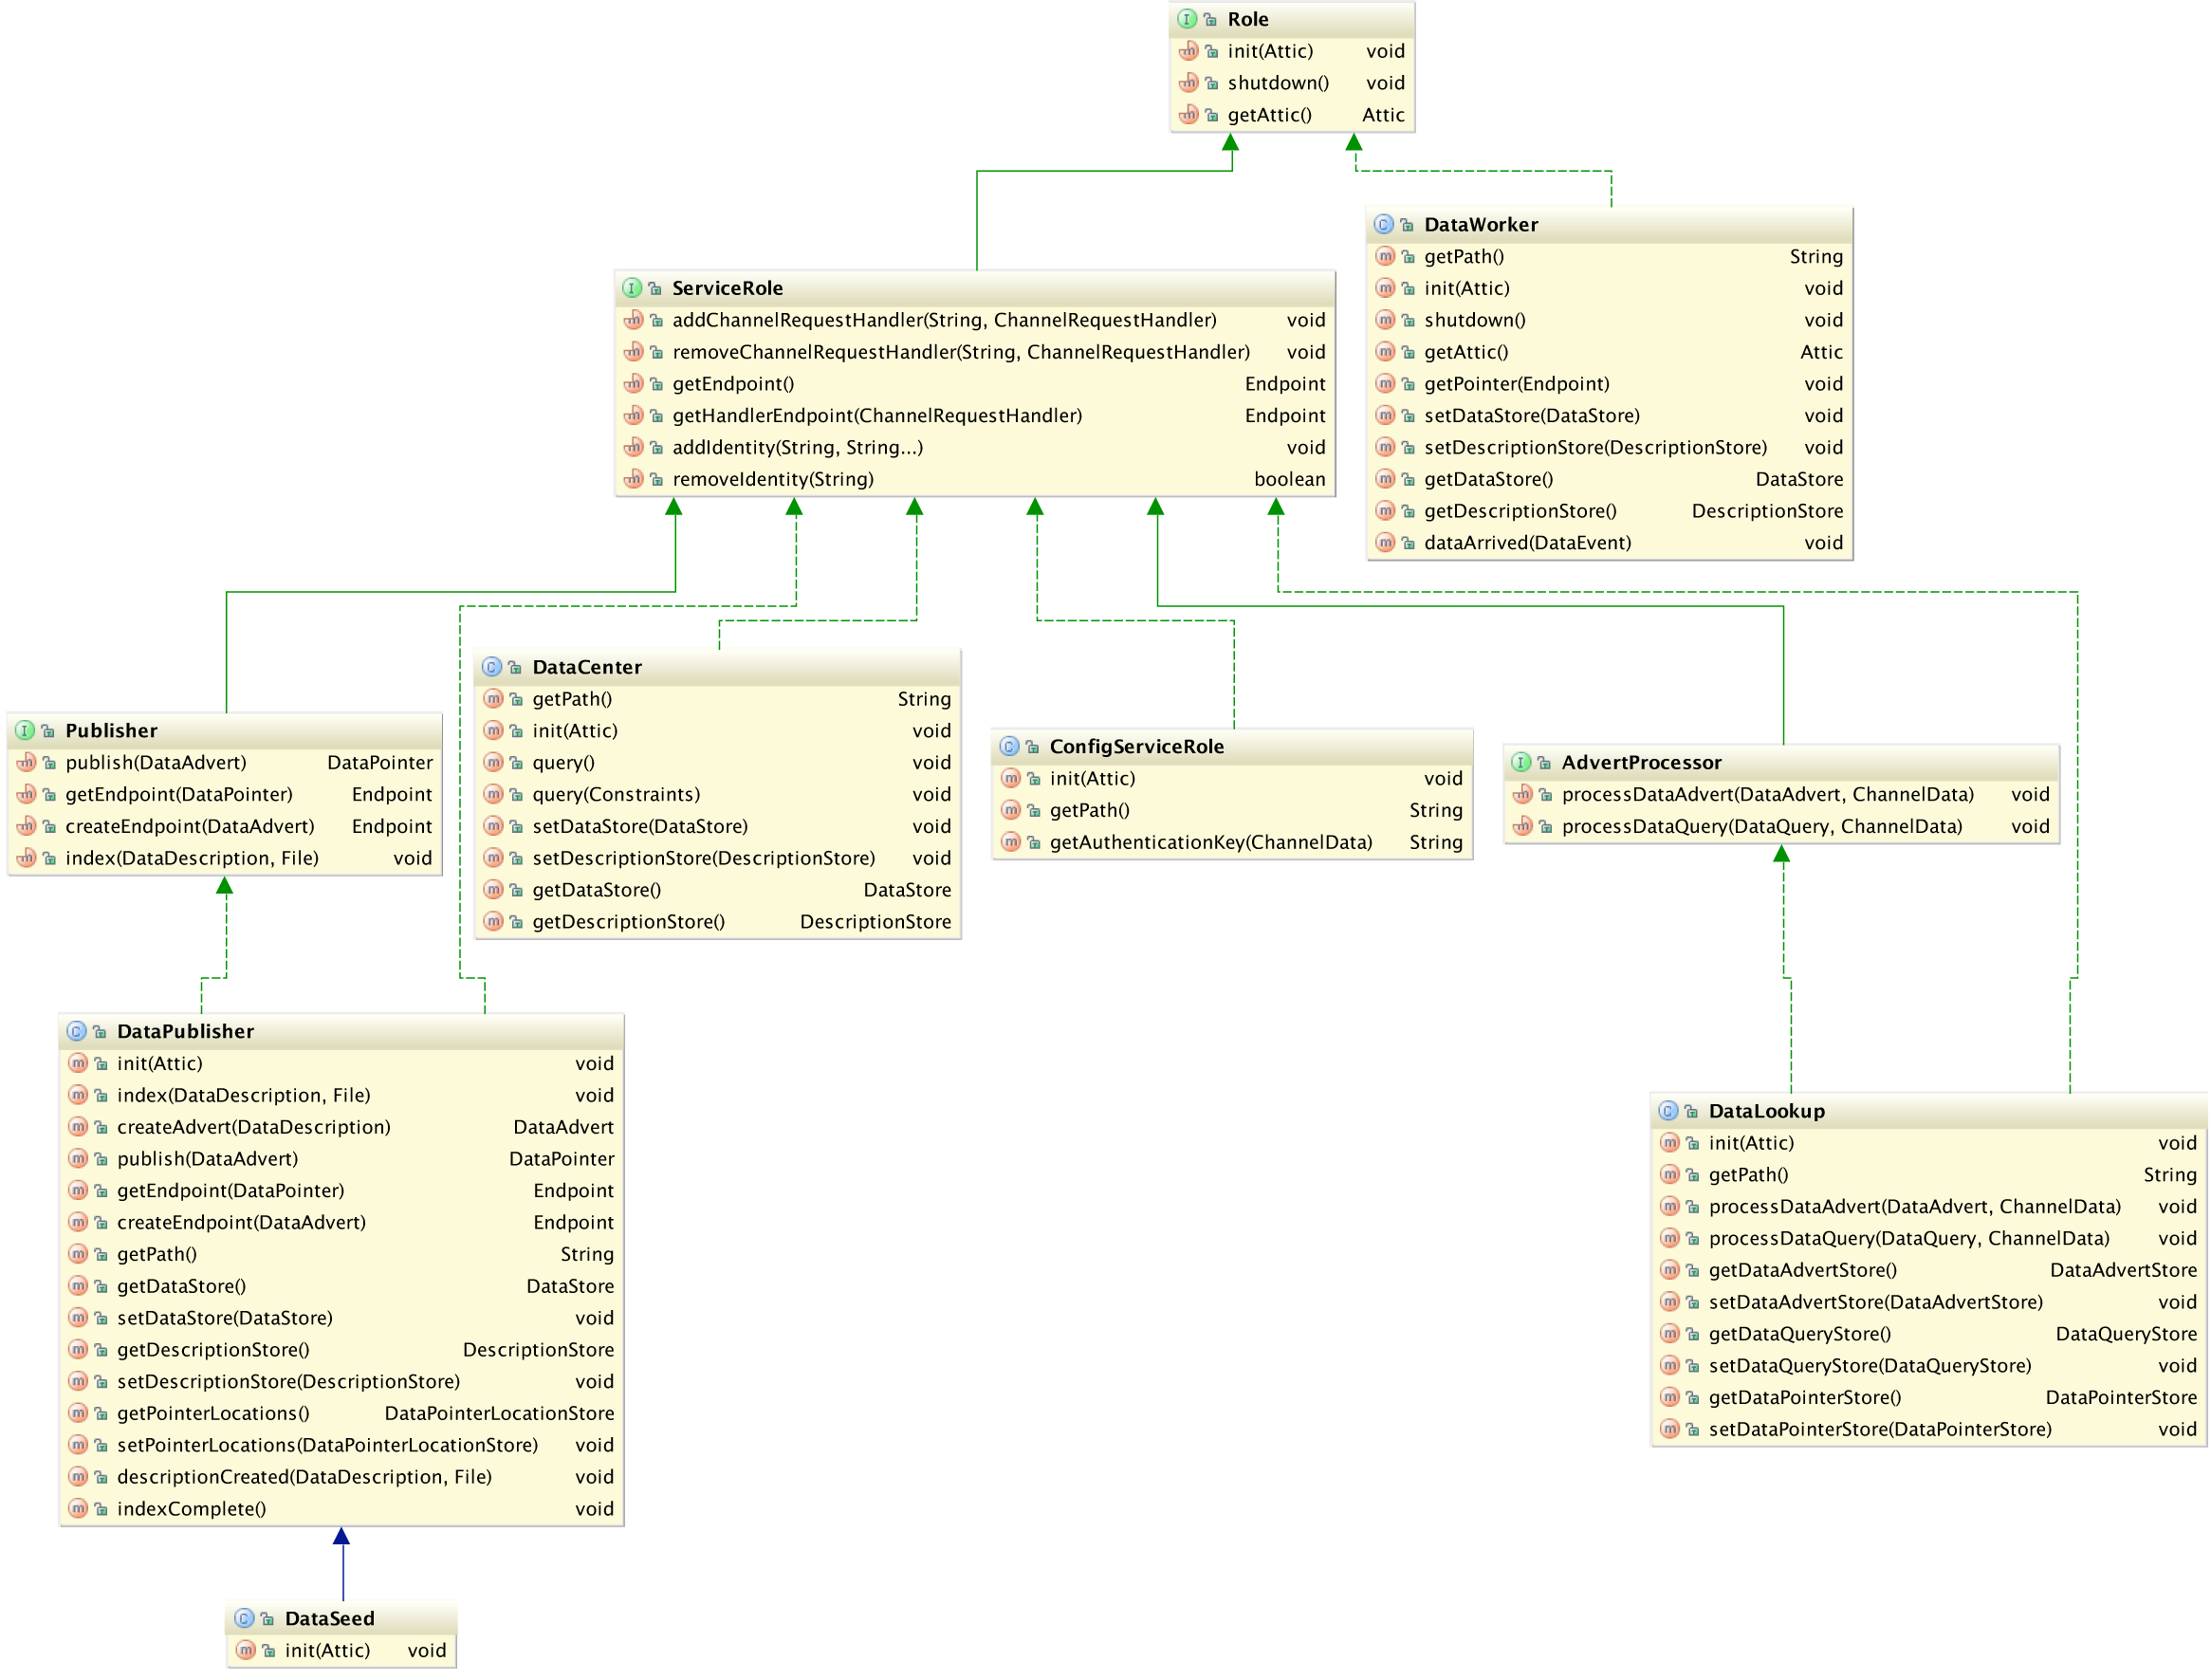 Role
init(Attic) void
shutdown() void
getAttic() Attic
DataWorker
getPath() String
init(Attic) void
shutdown() void
getAttic() Attic
getPointer(Endpoint) void
setDataStore(DataStore) void
setDescriptionStore(DescriptionStore) void
getDataStore() DataStore
getDescriptionStore() DescriptionStore
dataArrived(DataEvent) void
ServiceRole
addChannelRequestHandler(String, ChannelRequestHandler) void
removeChannelRequestHandler(String, ChannelRequestHandler) void
getEndpoint() Endpoint
getHandlerEndpoint(ChannelRequestHandler) Endpoint
addIdentity(String, String...) void
removeIdentity(String) boolean
Publisher
publish(DataAdvert) DataPointer
getEndpoint(DataPointer) Endpoint
createEndpoint(DataAdvert) Endpoint
index(DataDescription, File) void
DataCenter
getPath() String
init(Attic) void
query() void
query(Constraints) void
setDataStore(DataStore) void
setDescriptionStore(DescriptionStore) void
getDataStore() DataStore
getDescriptionStore() DescriptionStore
ConfigServiceRole
init(Attic) void
getPath() String
getAuthenticationKey(ChannelData) String
AdvertProcessor
processDataAdvert(DataAdvert, ChannelData) void
processDataQuery(DataQuery, ChannelData) void
DataPublisher
init(Attic) void
index(DataDescription, File) void
createAdvert(DataDescription) DataAdvert
publish(DataAdvert) DataPointer
getEndpoint(DataPointer) Endpoint
createEndpoint(DataAdvert) Endpoint
getPath() String
getDataStore() DataStore
setDataStore(DataStore) void
getDescriptionStore() DescriptionStore
setDescriptionStore(DescriptionStore) void
getPointerLocations() DataPointerLocationStore
setPointerLocations(DataPointerLocationStore) void
descriptionCreated(DataDescription, File) void
indexComplete() void
DataLookup
init(Attic) void
getPath() String
processDataAdvert(DataAdvert, ChannelData) void
processDataQuery(DataQuery, ChannelData) void
getDataAdvertStore() DataAdvertStore
setDataAdvertStore(DataAdvertStore) void
getDataQueryStore() DataQueryStore
setDataQueryStore(DataQueryStore) void
getDataPointerStore() DataPointerStore
setDataPointerStore(DataPointerStore) void
DataSeed
init(Attic) void